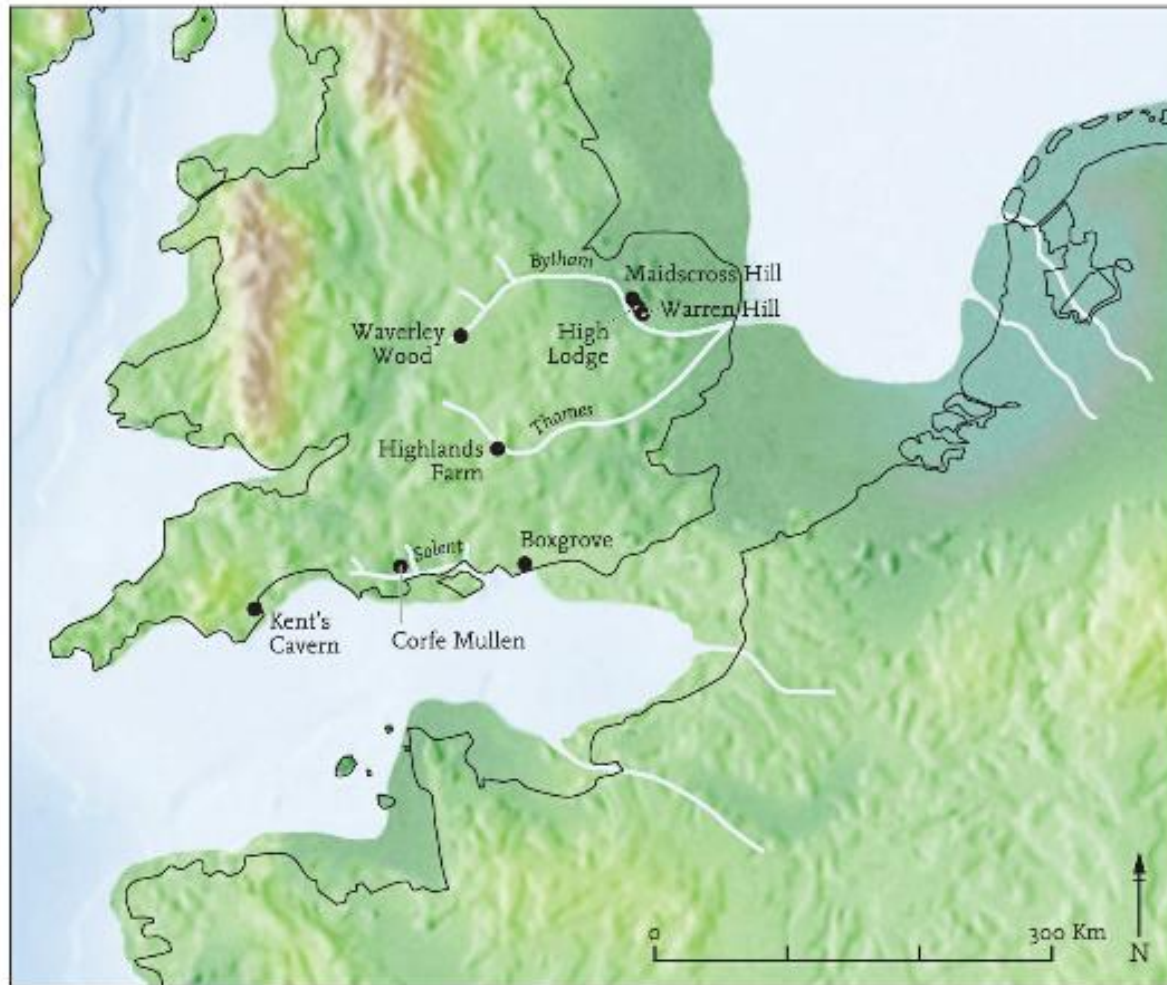 Bytham
Maidscross Hill
Warren Hill
High
Lodge
Waverley
Wood
Thames
Highlands
Farm
Solent
Boxgrove
Kent's
Cavern
Corfe Mullen
0
300 Km
N